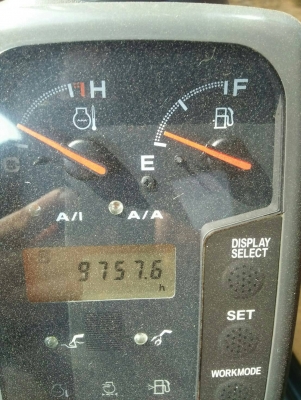 H
F
E
A/I
A/A
9757.6
h
DISPLAY
SELECT
SET
WORKMODE